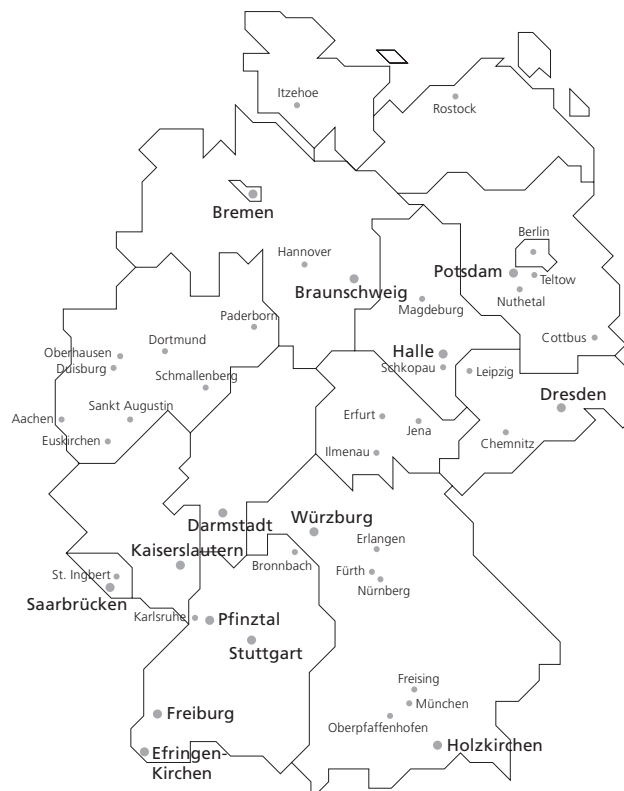 Itzehoe
Rostock
Bremen
Berlin
Hannover
Potsdam
Teltow
Braunschweig
Nuthetal
Magdeburg
Paderborn
Cottbus
Dortmund
Oberhausen
Halle
Duisburg
Schkopau
Leipzig
Schmallenberg
Dresden
Sankt Augustin
Aachen
Erfurt
Jena
Chemnitz
Euskirchen
Ilmenau
Darmstadt
Würzburg
Erlangen
Kaiserslautern
Bronnbach
St. Ingbert
Fürth
Nürnberg
Saarbrücken
Karlsruhe
Pfinztal
Stuttgart
Freising
München
Freiburg
Oberpfaffenhofen
Holzkirchen
Efringen-
Kirchen